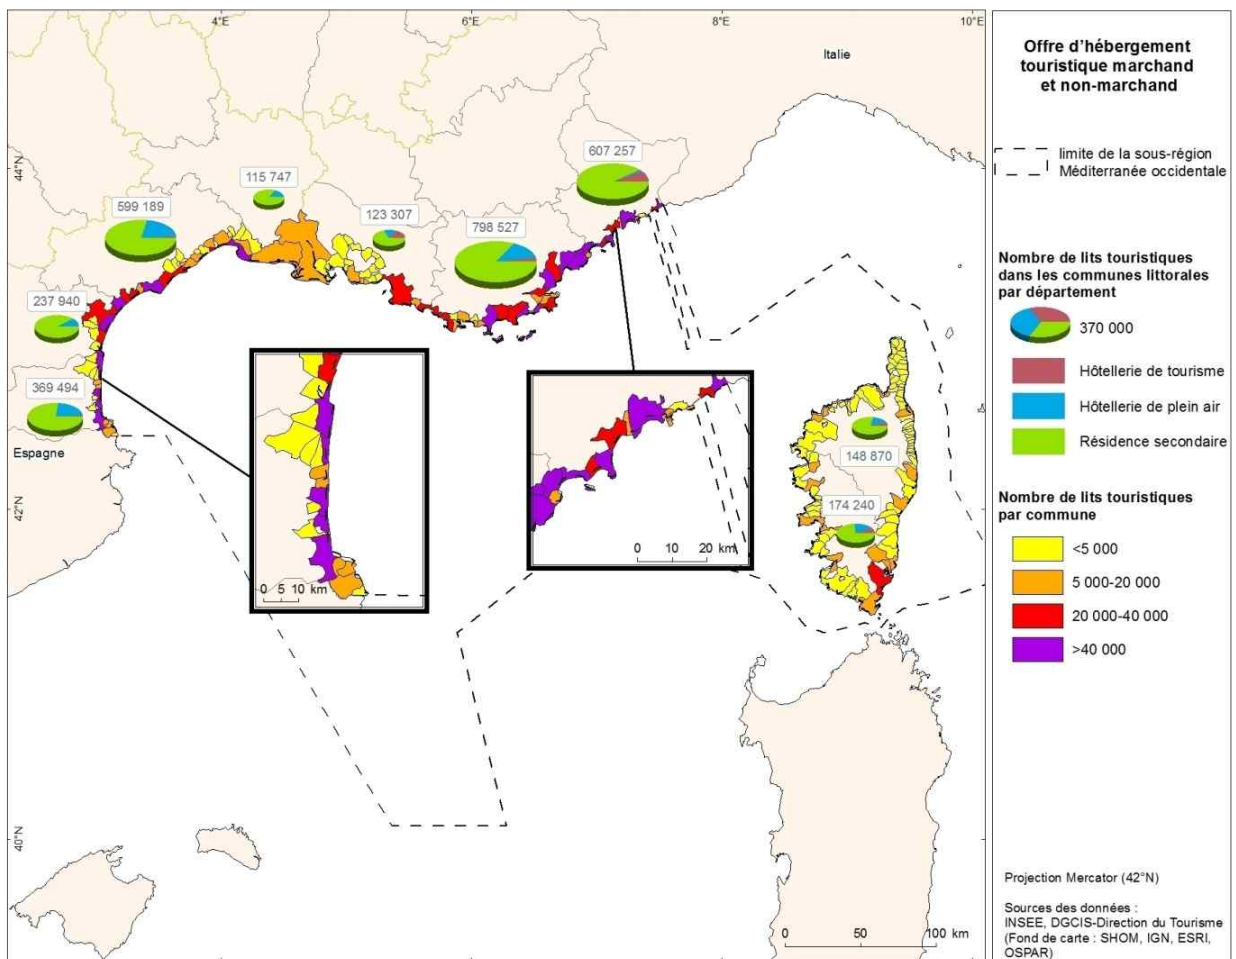 4°E
6°E
8°E
10°E
44°N
42°N
40°N
Italie
Espagne
607 257
115 747
599 189
123 307
798 527
237 940
369 494
148 870
174 240
0 5 10 km
0 10 20 km
0 50 100 km
Offre d'hébergement
touristique marchand
et non-marchand
limite de la sous-région
Méditerranée occidentale
Nombre de lits touristiques
dans les communes littorales
par département
370 000
Hôtellerie de tourisme
Hôtellerie de plein air
Résidence secondaire
Nombre de lits touristiques
par commune
<5 000
5 000-20 000
20 000-40 000
>40 000
Projection Mercator (42°N)
Sources des données :
INSEE, DGCIS-Direction du Tourisme
(Fond de carte : SHOM, IGN, ESRI,
OSPAR)